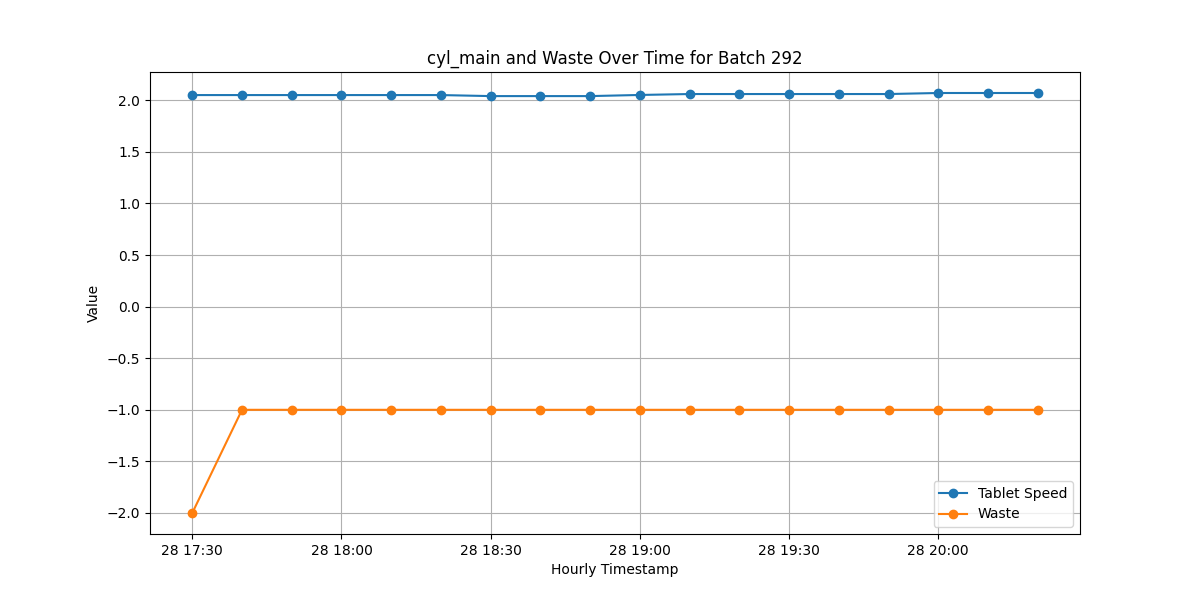 cyl_main and Waste Over Time for Batch 292
2.0
1.5
1.0
0.5
0.0
−0.5
−1.0
−1.5
−2.0
Value
Tablet Speed
Waste
28 17:30 28 18:00 28 18:30 28 19:00 28 19:30 28 20:00
Hourly Timestamp